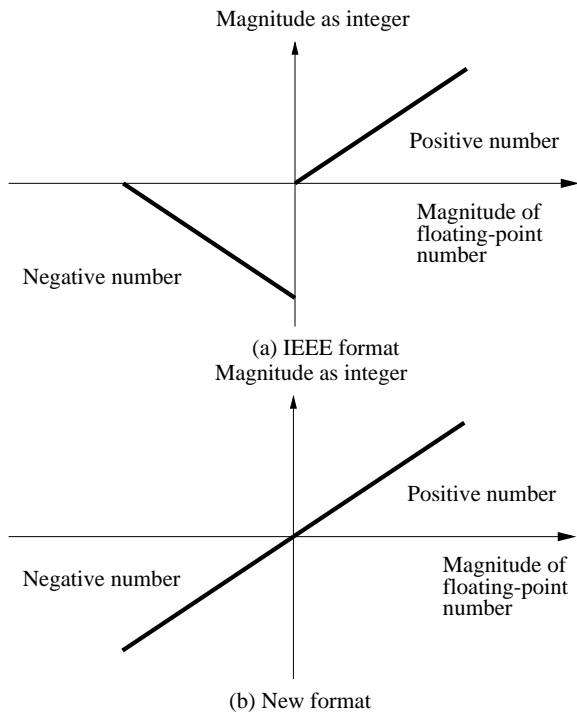 Magnitude as integer
Positive number
Magnitude of
floating-point
number
Negative number
(a) IEEE format
Magnitude as integer
Positive number
Negative number
Magnitude of
floating-point
number
(b) New format